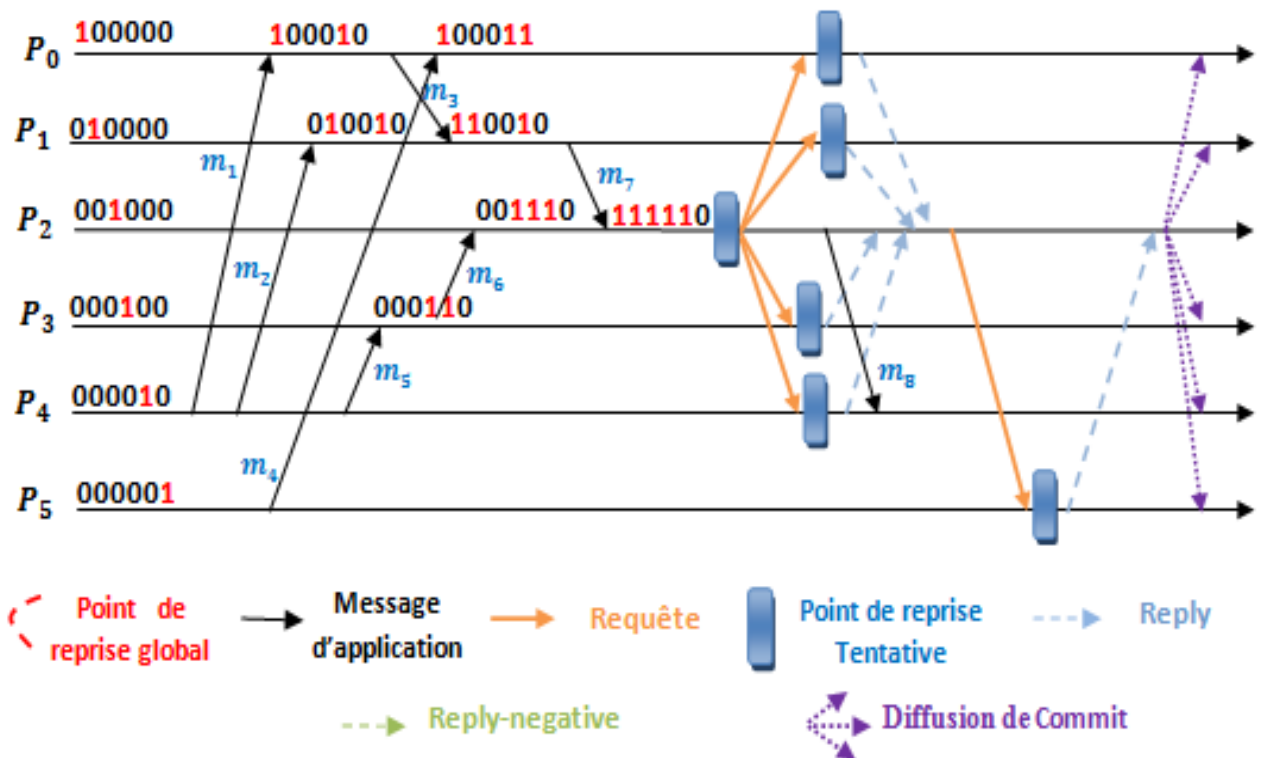 P₀ 100000 100010 100011
m₃
P₁ 010000 010010 110010
m₁ m₇
P₂ 001000 001110 111110
m₂ m₆
P₃ 000100 000110
m₅ m₈
P₄ 000010
m₄
P₅ 000001
Point de reprise global
Message d'application
Requête
Point de reprise Tentative
Reply
Reply-negative
Diffusion de Commit